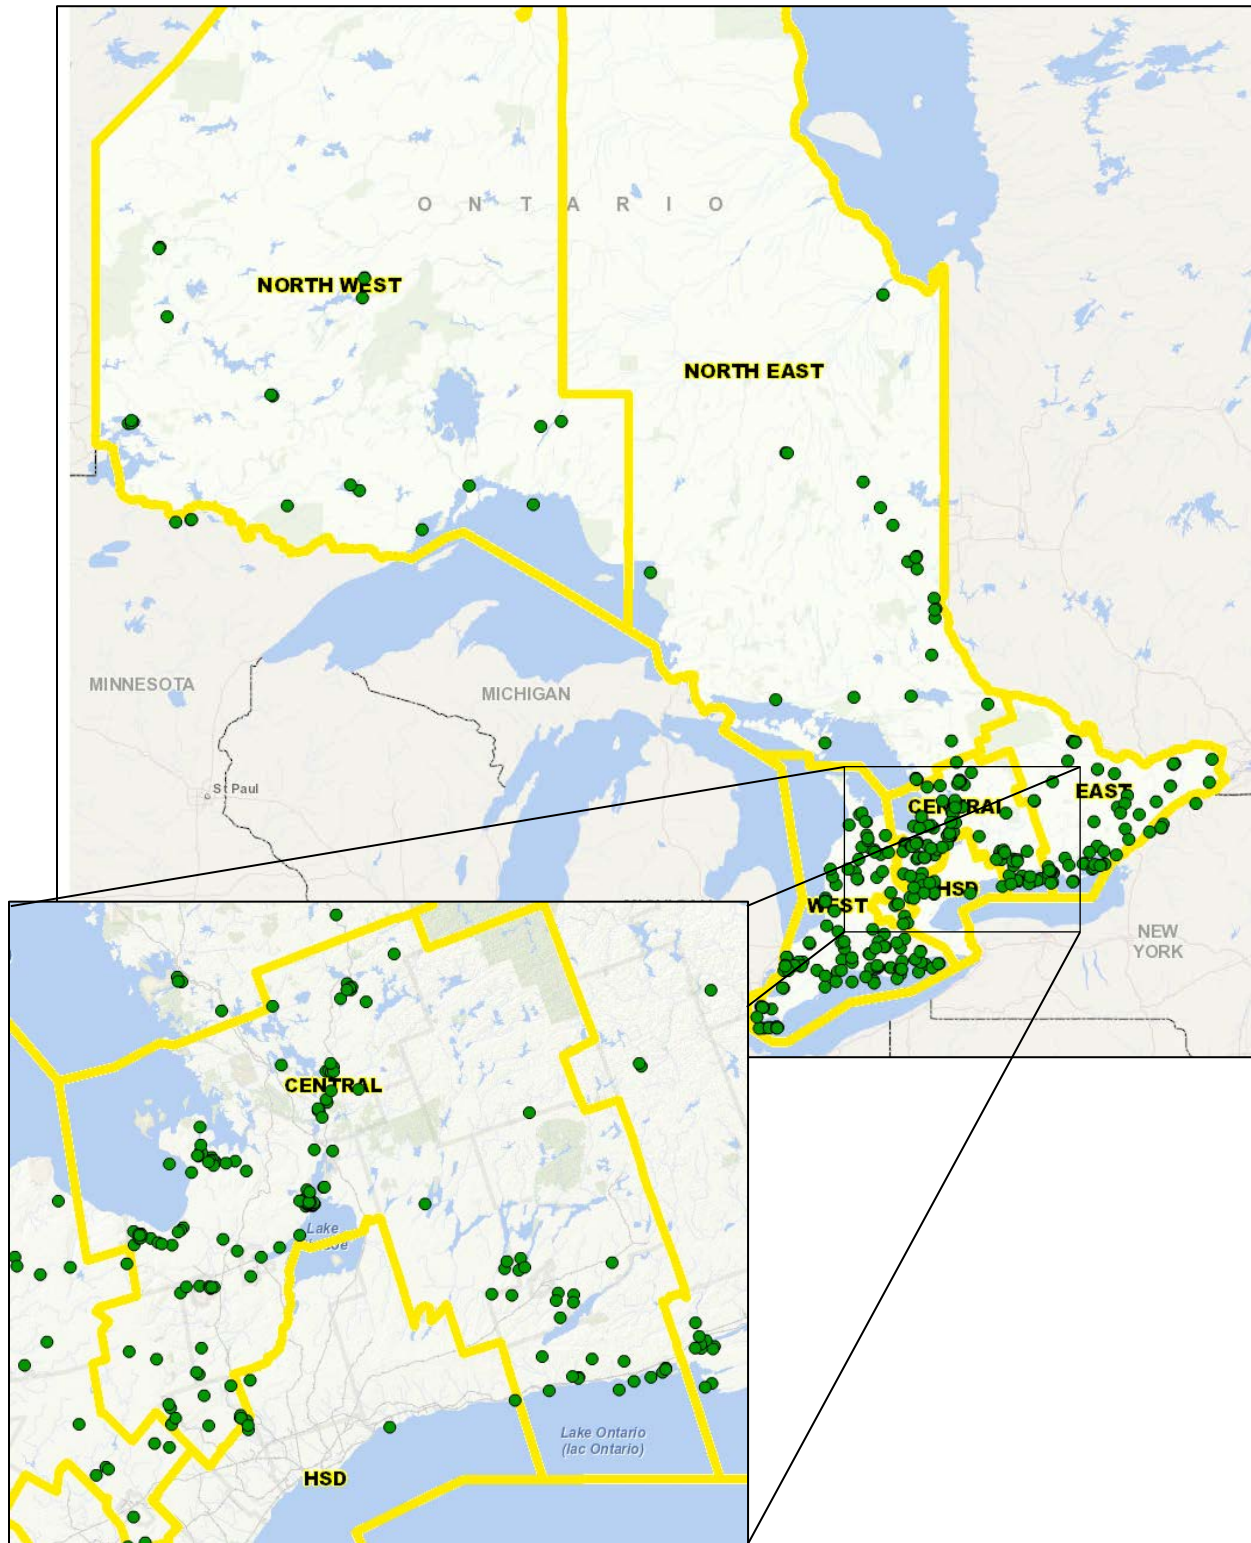 O N T A R I O
NORTH WEST
NORTH EAST
MINNESOTA
MICHIGAN
St Paul
EAST
CENTRAL
HSD
WEST
NEW
YORK
CENTRAL
Lake
Lake Ontario
(lac Ontario)
HSD